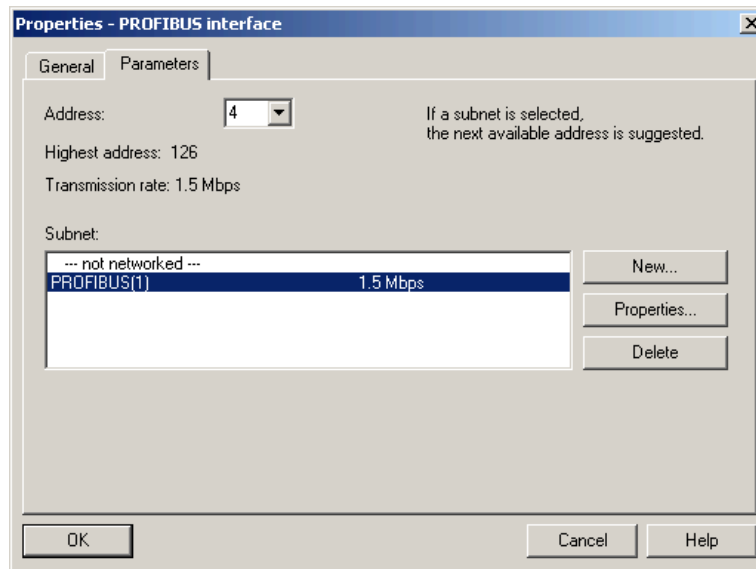 Properties - PROFIBUS interface
General
Parameters
Address:
4
If a subnet is selected,
the next available address is suggested.
Highest address: 126
Transmission rate: 1.5 Mbps
Subnet:
--- not networked ---
PROFIBUS(1) 1.5 Mbps
New...
Properties...
Delete
OK
Cancel
Help